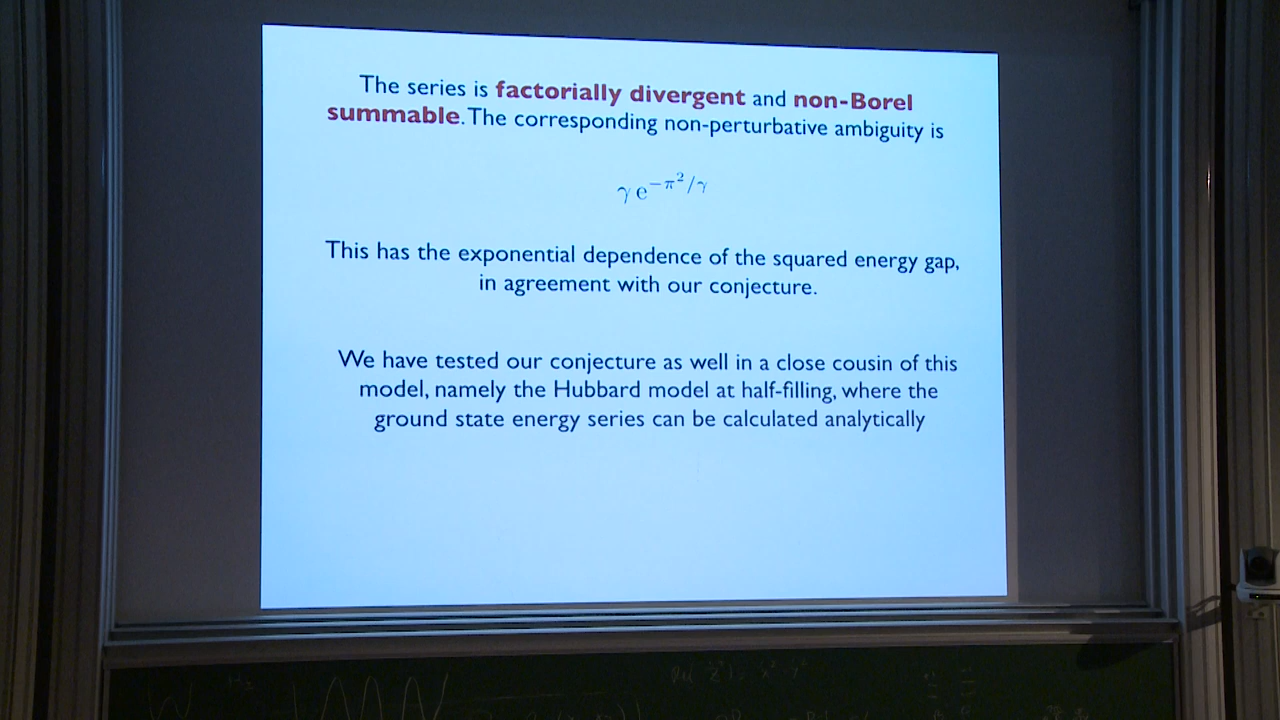 The series is factorially divergent and non-Borel
summable. The corresponding non-perturbative ambiguity is
γ e^{-π²/γ}
This has the exponential dependence of the squared energy gap,
in agreement with our conjecture.
We have tested our conjecture as well in a close cousin of this
model, namely the Hubbard model at half-filling, where the
ground state energy series can be calculated analytically